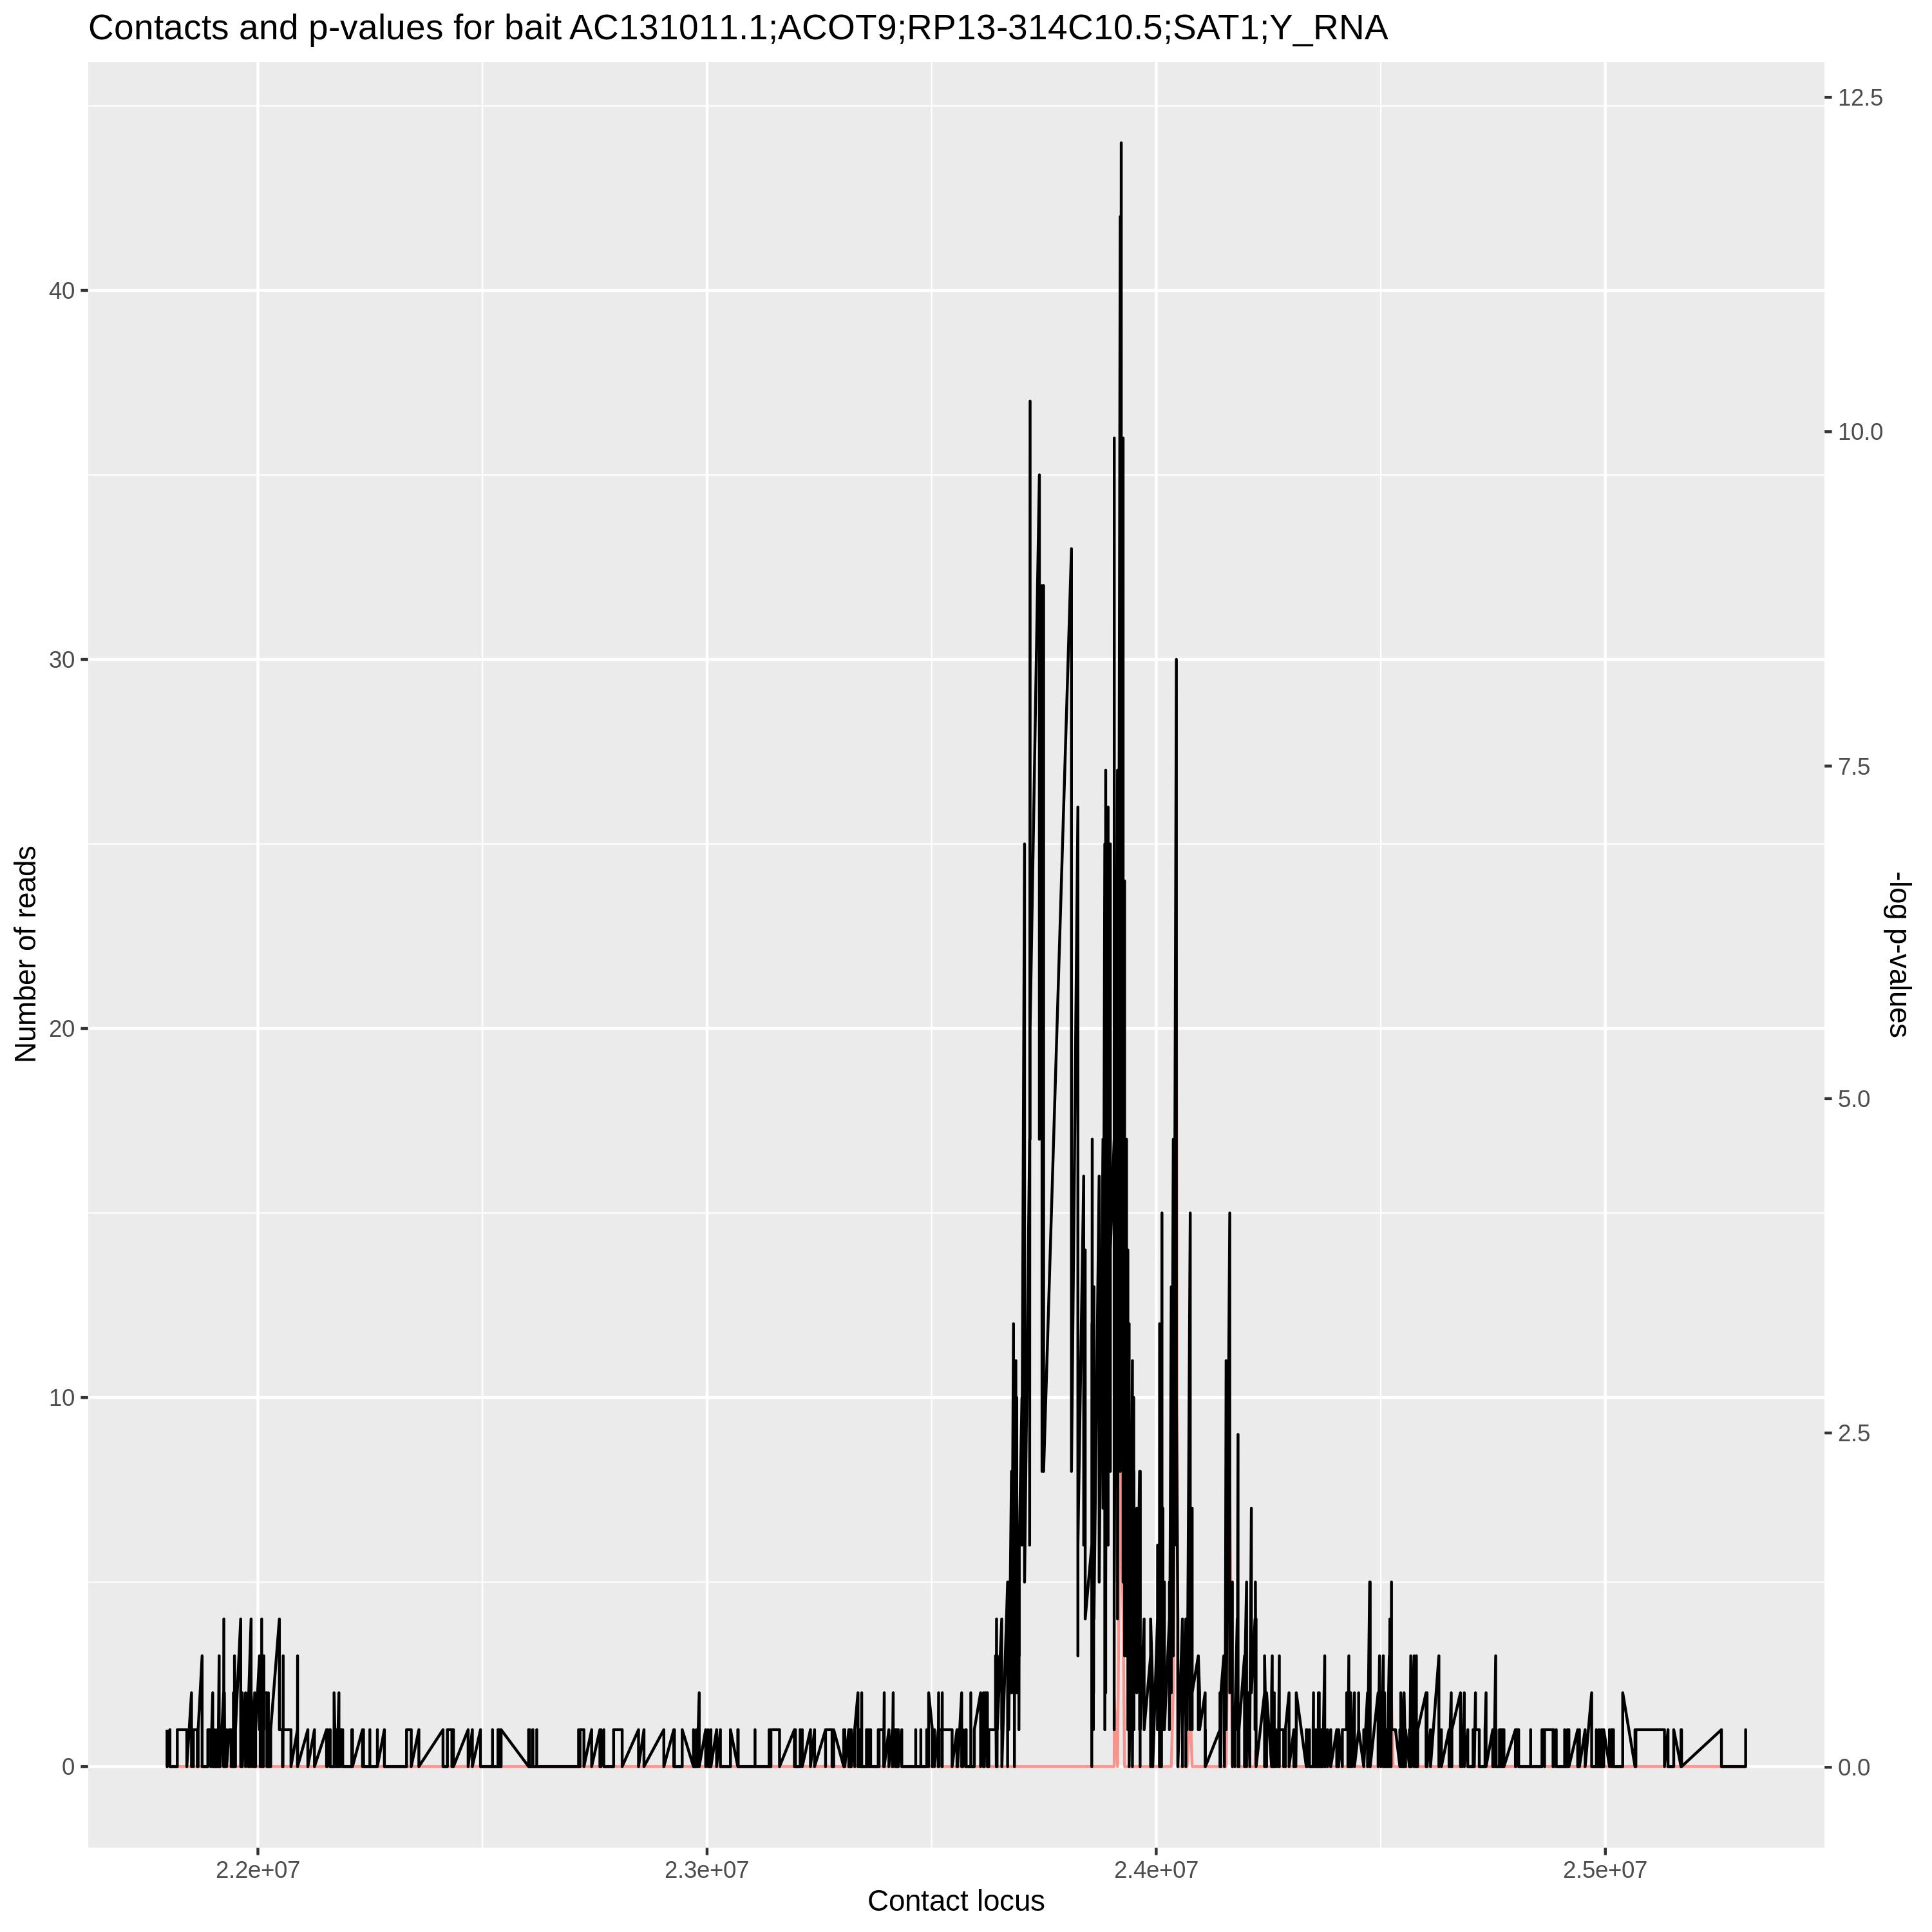 Contacts and p-values for bait AC131011.1;ACOT9;RP13-314C10.5;SAT1;Y_RNA
12.5
40
10.0
30
7.5
Number of reads
-log p-values
20
5.0
10
2.5
0
0.0
2.2e+07
2.3e+07
2.4e+07
2.5e+07
Contact locus